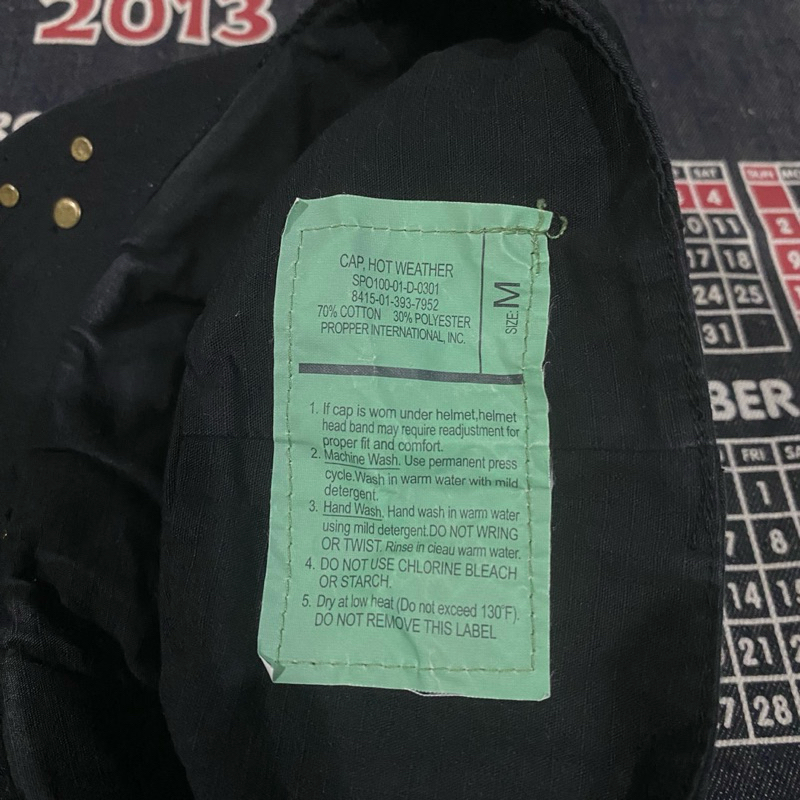 2013
CAP, HOT WEATHER
SPO100-01-D-0301
8415-01-393-7952
70% COTTON 30% POLYESTER
PROPPER INTERNATIONAL, INC.
SIZE: M
1. If cap is worn under helmet,helmet
head band may require readjustment for
proper fit and comfort.
2. Machine Wash. Use permanent press
cycle.Wash in warm water with mild
detergent.
3. Hand Wash. Hand wash in warm water
using mild detergent.DO NOT WRING
OR TWIST. Rinse in cieau warm water.
4. DO NOT USE CHLORINE BLEACH
OR STARCH.
5. Dry at low heat (Do not exceed 130°F).
DO NOT REMOVE THIS LABEL
SAT SUN
4
11 2
17 18 9
24 25
31
BER
FRI
1
7 8
14 15
21 2
28